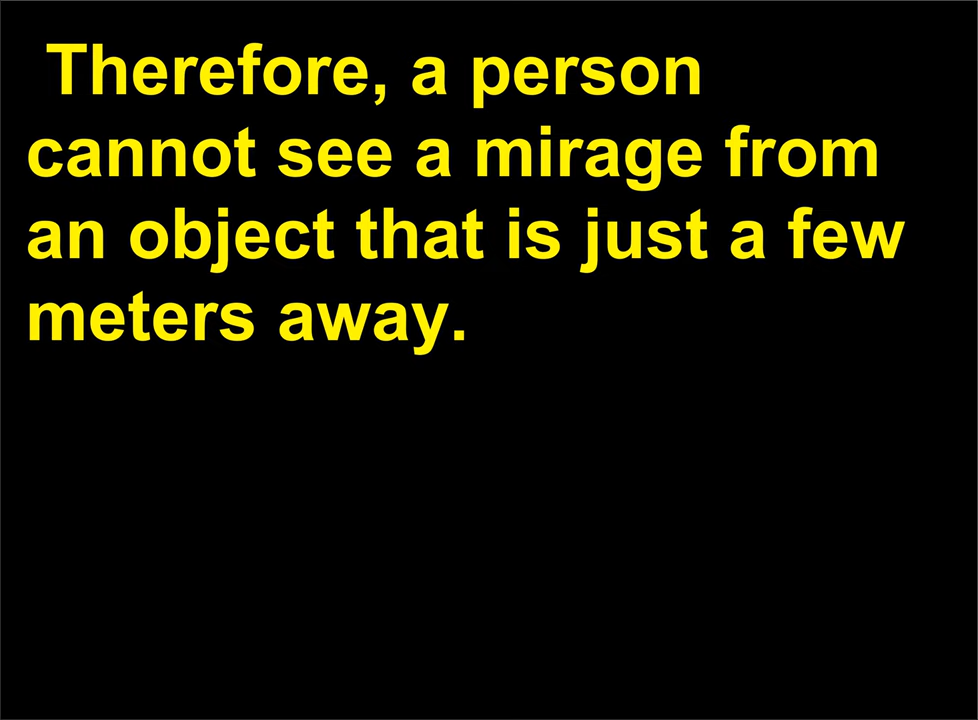 Therefore, a person
cannot see a mirage from
an object that is just a few
meters away.